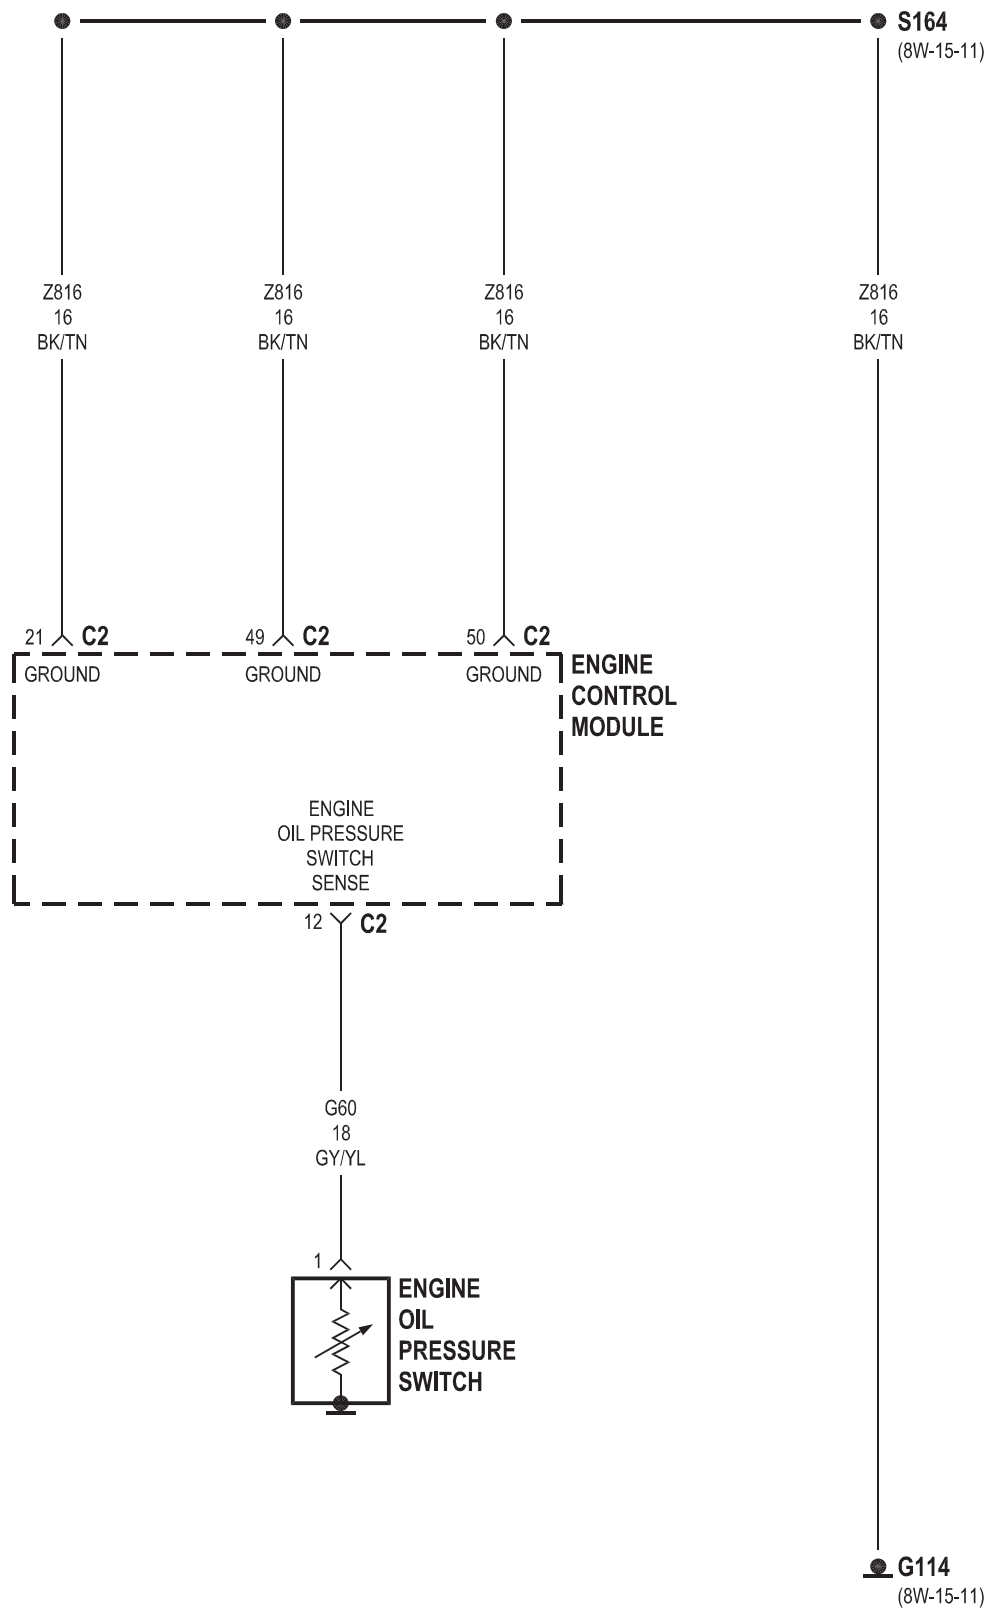 S164
(8W-15-11)
Z816
16
BK/TN
Z816
16
BK/TN
Z816
16
BK/TN
Z816
16
BK/TN
21 C2
49 C2
50 C2
GROUND
GROUND
GROUND
ENGINE
CONTROL
MODULE
ENGINE
OIL PRESSURE
SWITCH
SENSE
12 C2
G60
18
GY/YL
1
ENGINE
OIL
PRESSURE
SWITCH
G114
(8W-15-11)